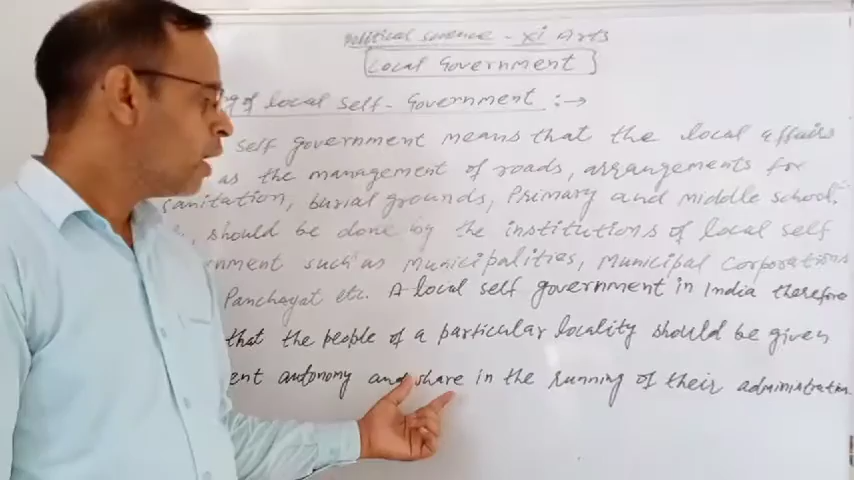 Political Science - XI Arts
Local Government
of local self-Government :→
self government means that the local affairs
as the management of roads, arrangements for
sanitation, burial grounds, Primary and middle school,
should be done by the institutions of local self
such as Municipalities, Municipal Corporations
Panchayat etc. A local self government in India therefore
that the people of a particular locality should be given
autonomy and share in the running of their administration